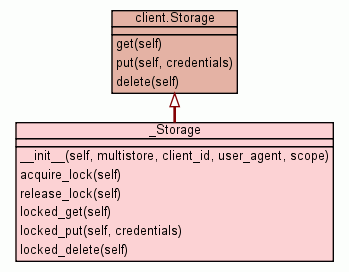 client.Storage
get(self)
put(self, credentials)
delete(self)
_Storage
__init__(self, multistore, client_id, user_agent, scope)
acquire_lock(self)
release_lock(self)
locked_get(self)
locked_put(self, credentials)
locked_delete(self)